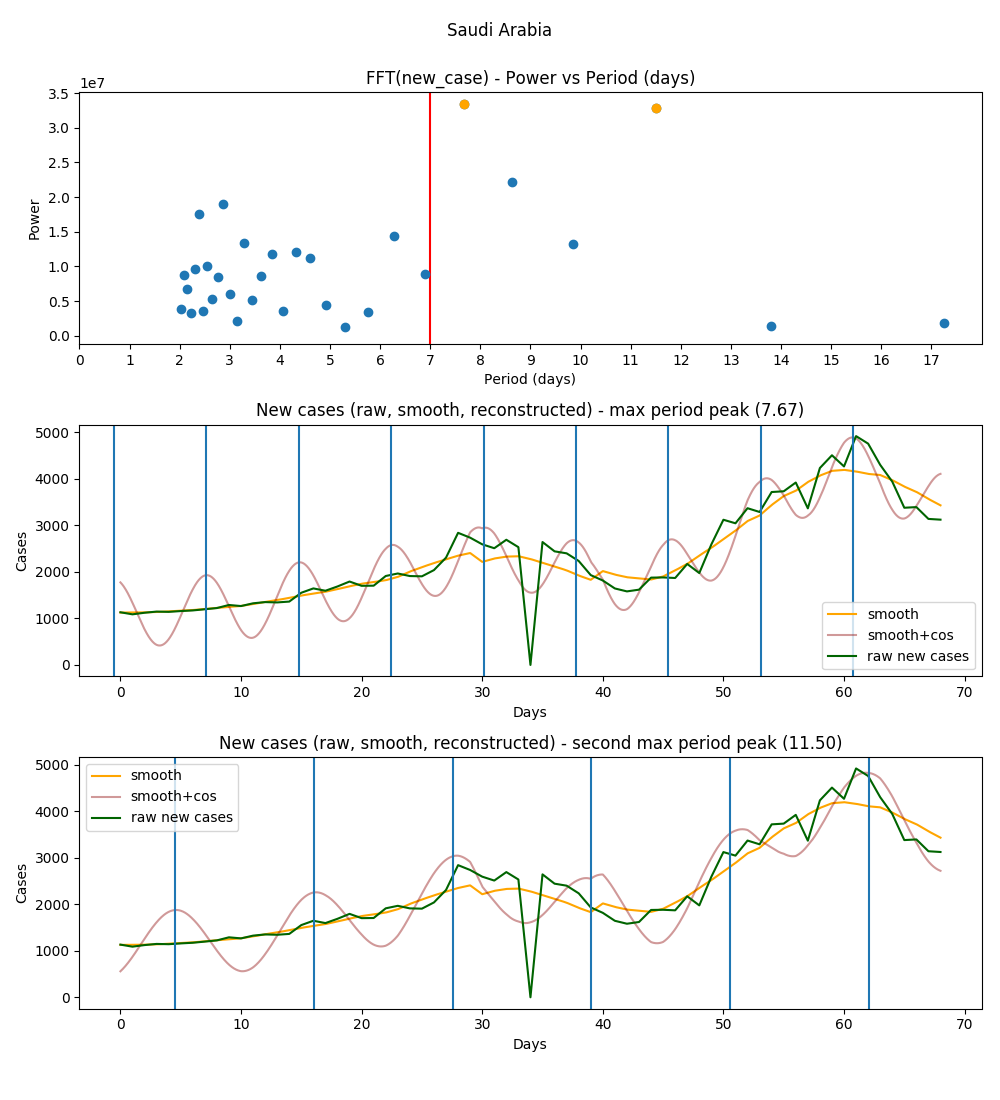 Saudi Arabia
FFT(new_case) - Power vs Period (days)
1e7
3.5
3.0
2.5
2.0
1.5
1.0
0.5
0.0
Power
0 1 2 3 4 5 6 7 8 9 10 11 12 13 14 15 16 17
Period (days)
New cases (raw, smooth, reconstructed) - max period peak (7.67)
5000
4000
3000
2000
1000
0
Cases
smooth
smooth+cos
raw new cases
0 10 20 30 40 50 60 70
Days
New cases (raw, smooth, reconstructed) - second max period peak (11.50)
smooth
smooth+cos
raw new cases
5000
4000
3000
2000
1000
0
Cases
0 10 20 30 40 50 60 70
Days